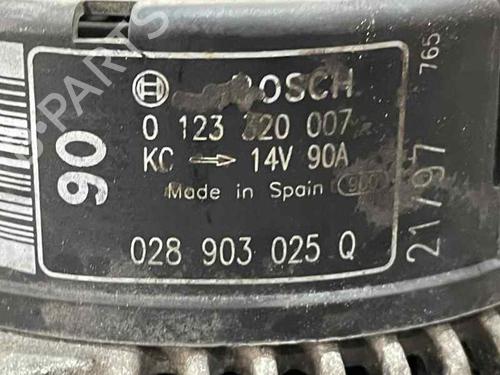 BOSCH
0 123 320 007
KC → 14V 90A
Made in Spain
028 903 025 Q
90
21/97
765